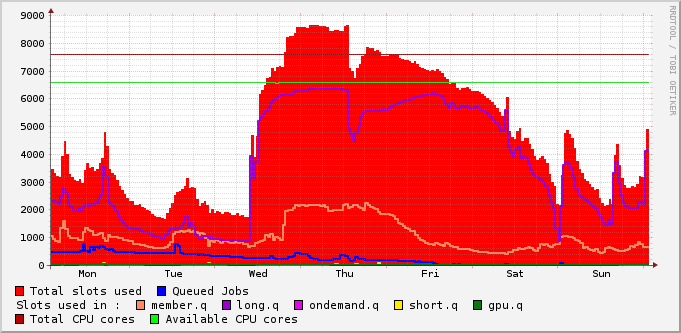 9000
8000
7000
6000
5000
4000
3000
2000
1000
0
Mon Tue Wed Thu Fri Sat Sun
RRDTOOL / TOBI OETIKER
Total slots used Queued Jobs
Slots used in : member.q long.q ondemand.q short.q gpu.q
Total CPU cores Available CPU cores